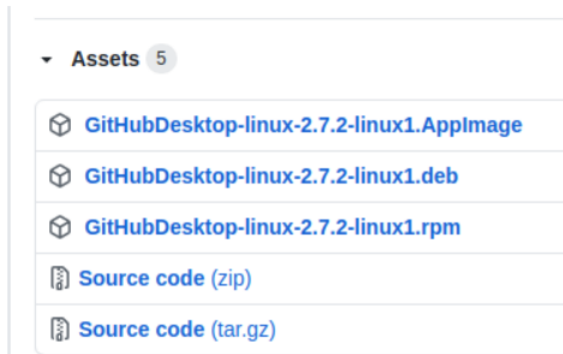 Assets 5
GitHubDesktop-linux-2.7.2-linux1.AppImage
GitHubDesktop-linux-2.7.2-linux1.deb
GitHubDesktop-linux-2.7.2-linux1.rpm
Source code (zip)
Source code (tar.gz)